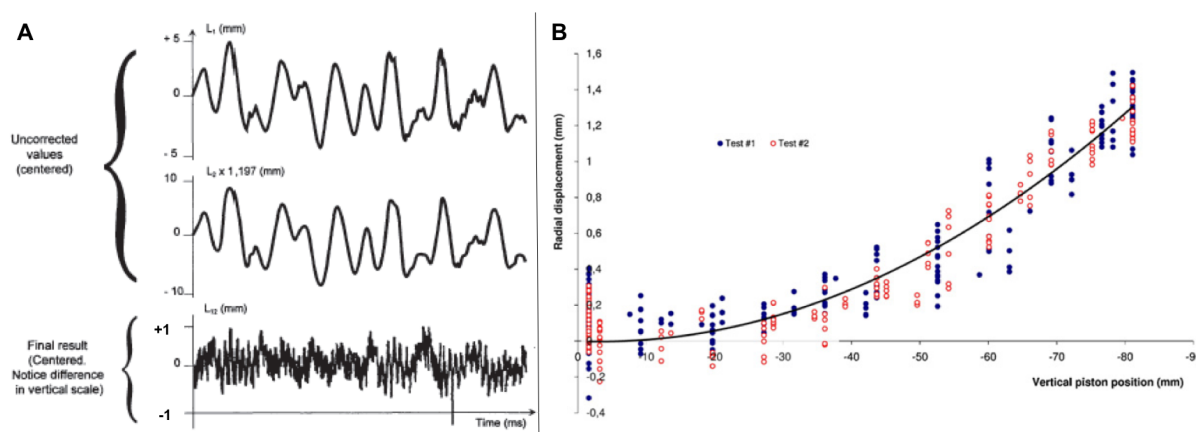 A
L₁ (mm)
+ 5
0
- 5
Uncorrected
values
(centered)
L₂ x 1,197 (mm)
10
0
- 10
L₁₂ (mm)
+1
0
-1
Final result
(Centered.
Notice difference
in vertical scale)
Time (ms)
B
Radial displacement (mm)
1,6
1,4
1,2
1
0,8
0,6
0,4
0,2
0
-0,2
-0,4
Test #1
Test #2
-10
-20
-30
-40
-50
-60
-70
-80
-9
Vertical piston position (mm)